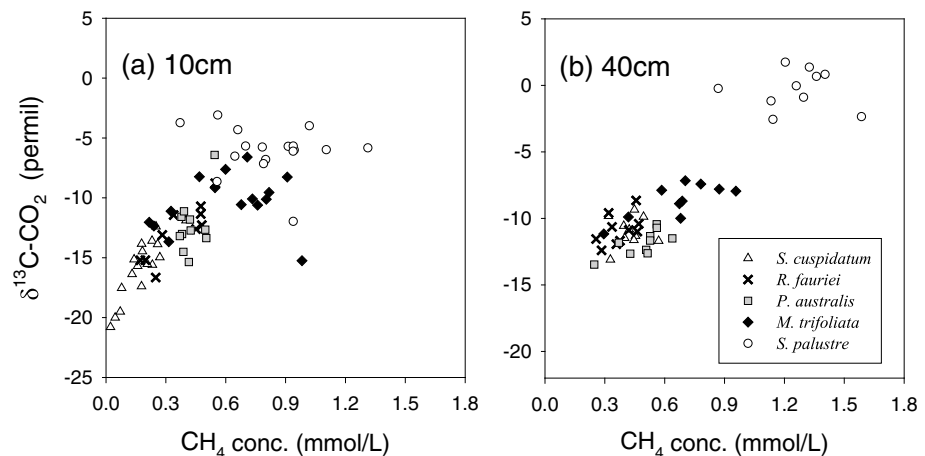 (a) 10cm
5
0
-5
-10
-15
-20
-25
0.0 0.3 0.6 0.9 1.2 1.5 1.8
δ¹³C-CO₂ (permil)
CH₄ conc. (mmol/L)
(b) 40cm
5
0
-5
-10
-15
-20
0.0 0.3 0.6 0.9 1.2 1.5 1.8
CH₄ conc. (mmol/L)
S. cuspidatum
R. fauriei
P. australis
M. trifoliata
S. palustre